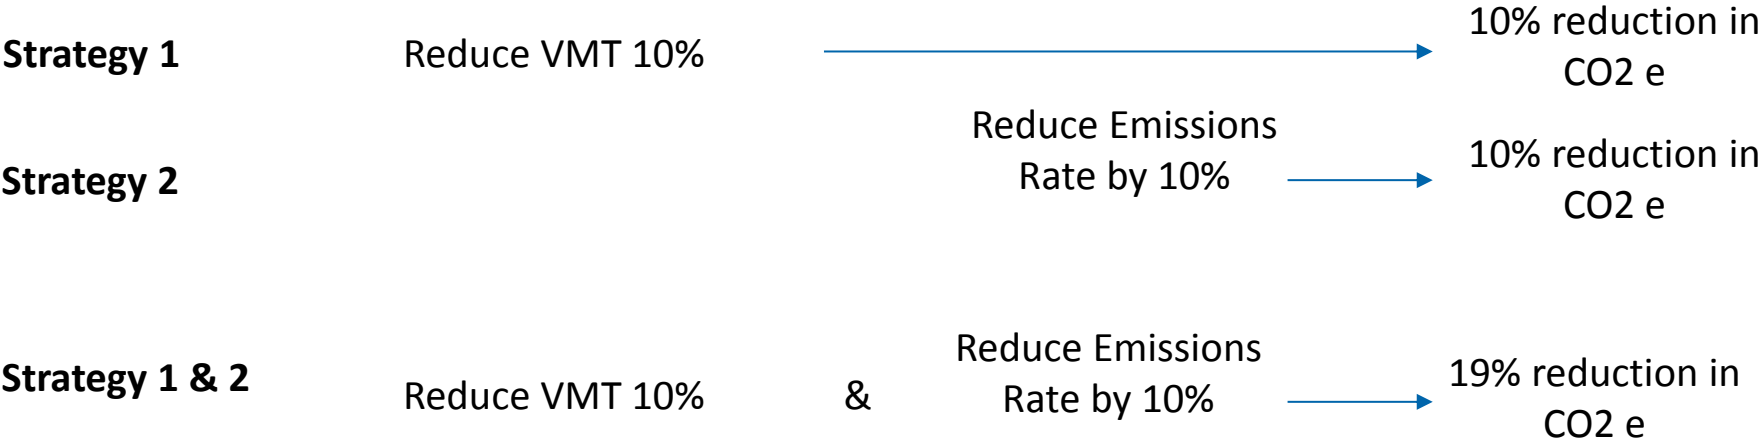 Strategy 1
Reduce VMT 10%
10% reduction in
CO2 e
Strategy 2
Reduce Emissions
Rate by 10%
10% reduction in
CO2 e
Strategy 1 & 2
Reduce VMT 10%
&
Reduce Emissions
Rate by 10%
19% reduction in
CO2 e